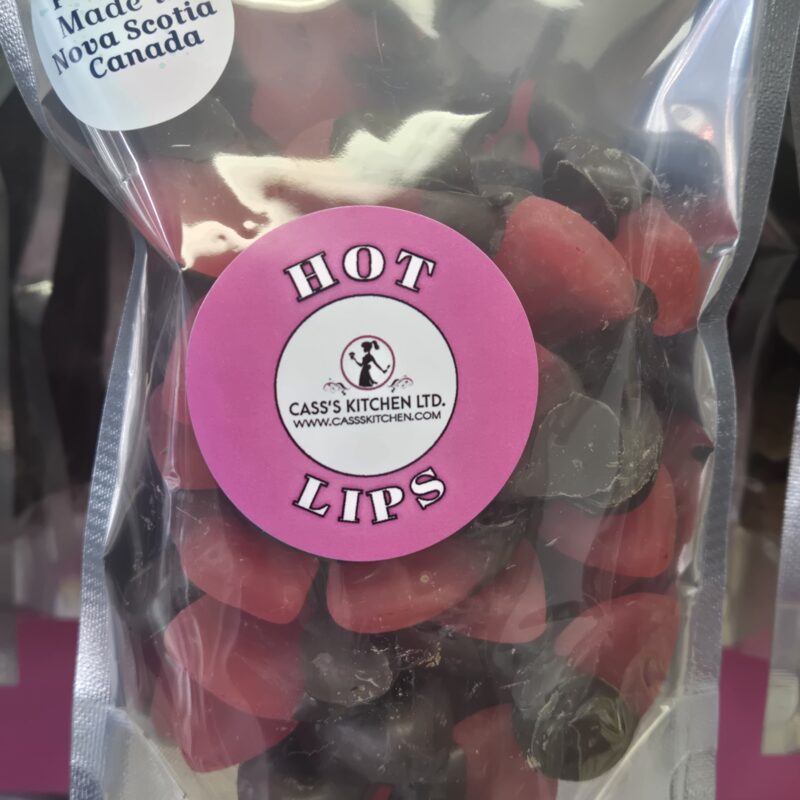 Made
Nova Scotia
Canada
HOT
CASS'S KITCHEN LTD.
WWW.CASSSKITCHEN.COM
LIPS